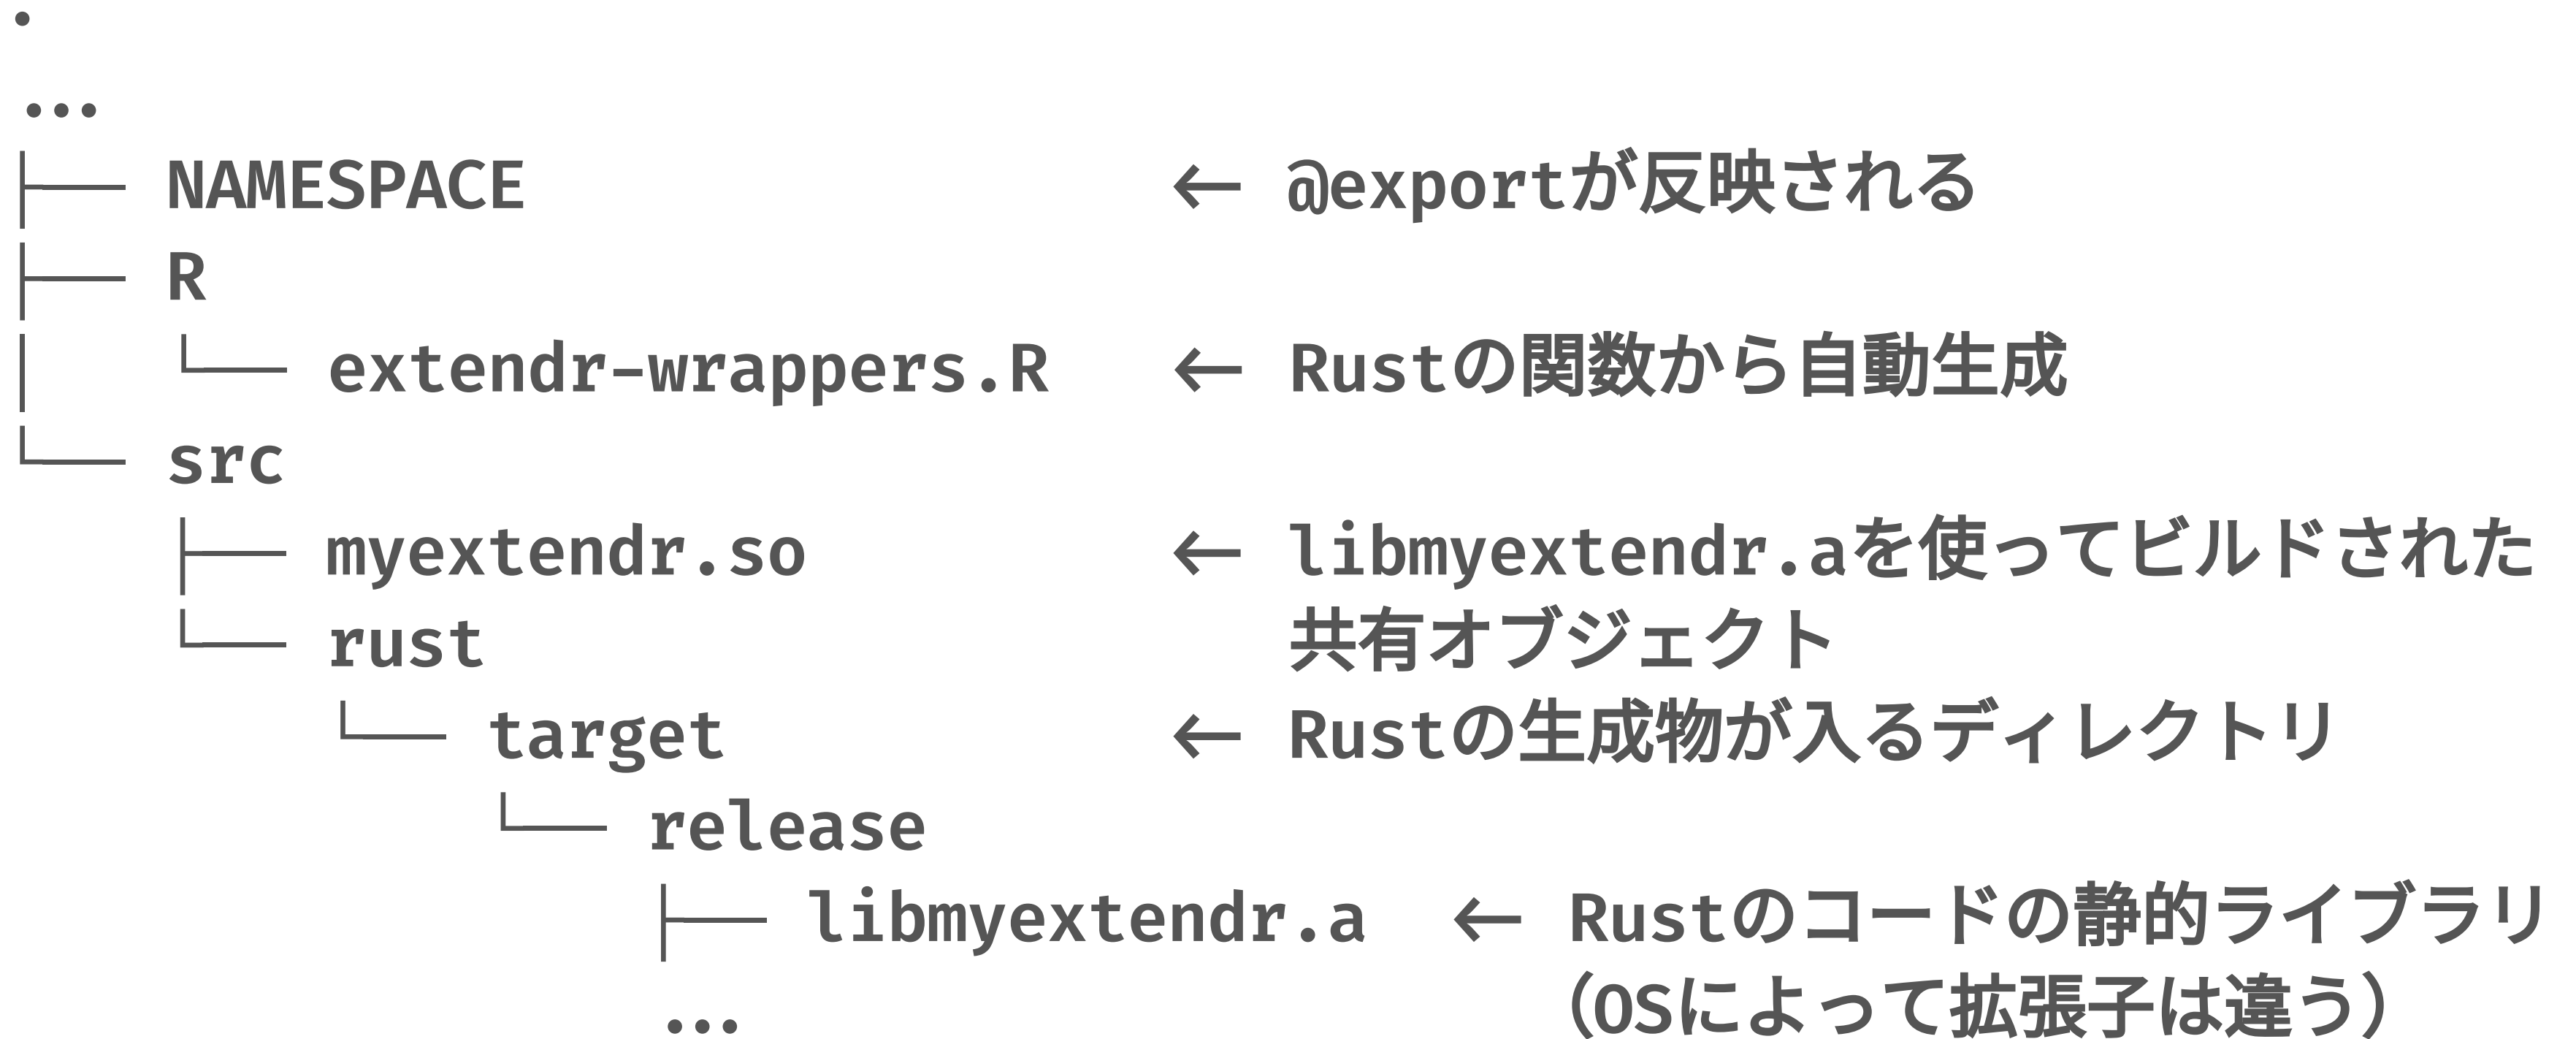 .
...
├── NAMESPACE ← @exportが反映される
├── R
│   └── extendr-wrappers.R ← Rustの関数から自動生成
└── src
    ├── myextendr.so ← libmyextendr.aを使ってビルドされた
    └── rust 共有オブジェクト
        └── target ← Rustの生成物が入るディレクトリ
            └── release
                ├── libmyextendr.a ← Rustのコードの静的ライブラリ
                ... （OSによって拡張子は違う）